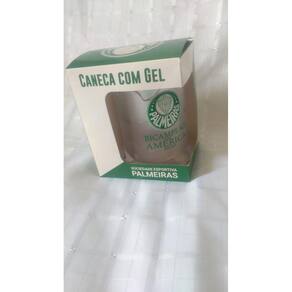 CANECA COM GEL
PALMEIRAS
BICAMPEÃO
AMÉRICA
SOCIEDADE ESPORTIVA
PALMEIRAS